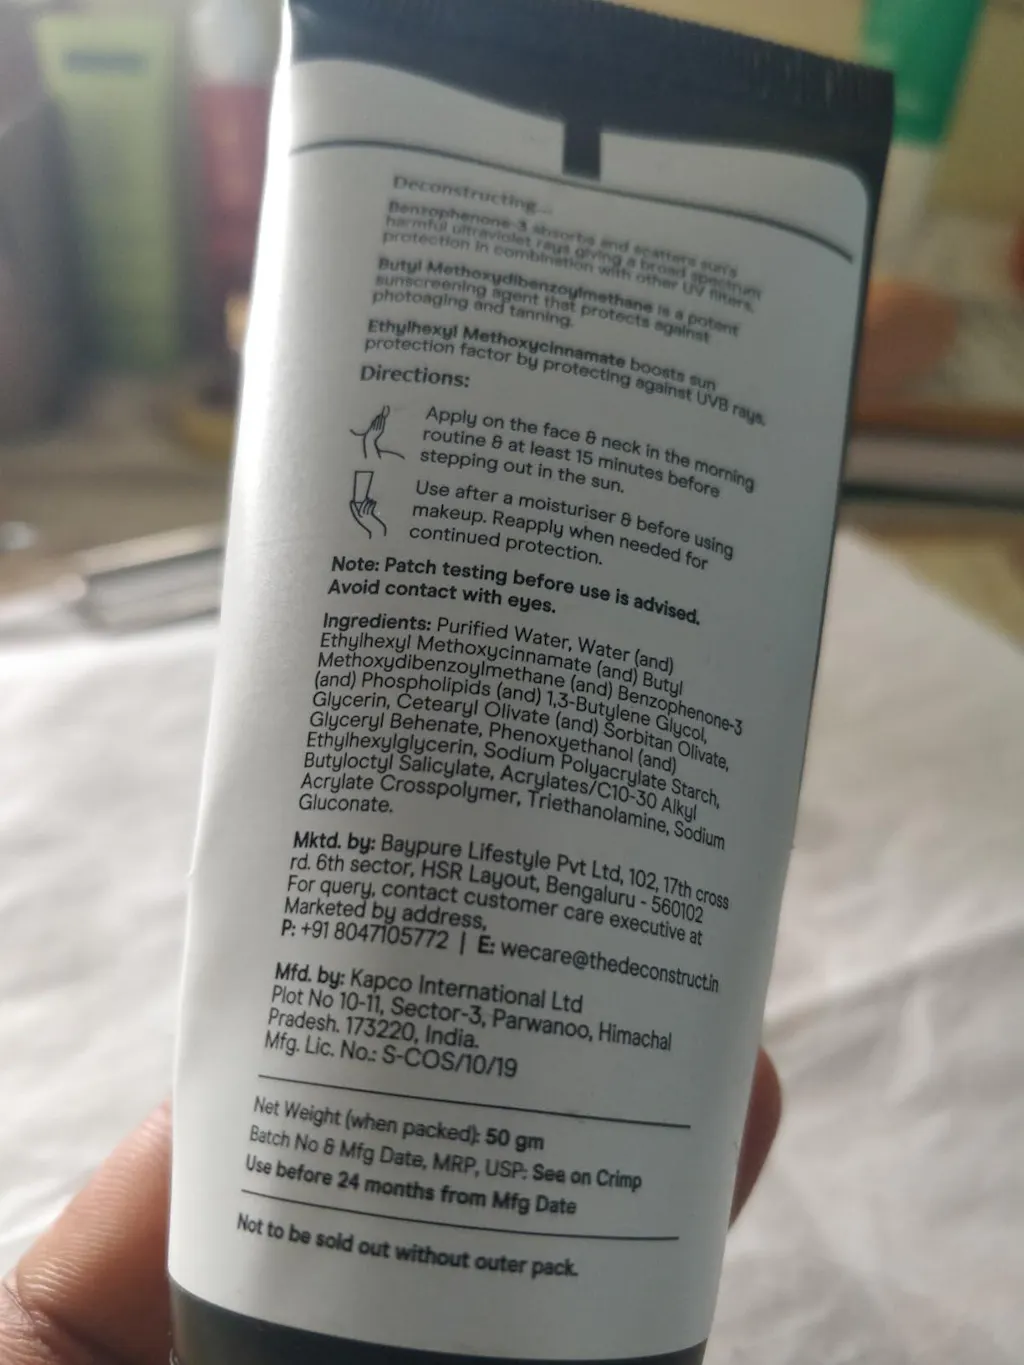 Deconstructing...
Benzophenone-3 absorbs and scatters sun's
harmful ultraviolet rays giving a broad spectrum
protection in combination with other UV filters.
Butyl Methoxydibenzoylmethane is a potent
sunscreening agent that protects against
photoaging and tanning.
Ethylhexyl Methoxycinnamate boosts sun
protection factor by protecting against UVB rays.
Directions:
Apply on the face & neck in the morning
routine & at least 15 minutes before
stepping out in the sun.
Use after a moisturiser & before using
makeup. Reapply when needed for
continued protection.
Note: Patch testing before use is advised.
Avoid contact with eyes.
Ingredients: Purified Water, Water (and)
Ethylhexyl Methoxycinnamate (and) Butyl
Methoxydibenzoylmethane (and) Benzophenone-3
(and) Phospholipids (and) 1,3-Butylene Glycol,
Glycerin, Cetearyl Olivate (and) Sorbitan Olivate,
Glyceryl Behenate, Phenoxyethanol (and)
Ethylhexylglycerin, Sodium Polyacrylate Starch,
Butyloctyl Salicylate, Acrylates/C10-30 Alkyl
Acrylate Crosspolymer, Triethanolamine, Sodium
Gluconate.
Mktd. by: Baypure Lifestyle Pvt Ltd, 102, 17th cross
rd. 6th sector, HSR Layout, Bengaluru - 560102
For query, contact customer care executive at
Marketed by address,
P: +91 8047105772 | E: wecare@thedeconstruct.in
Mfd. by: Kapco International Ltd
Plot No 10-11, Sector-3, Parwanoo, Himachal
Pradesh. 173220, India.
Mfg. Lic. No.: S-COS/10/19
Net Weight (when packed): 50 gm
Batch No & Mfg Date, MRP, USP: See on Crimp
Use before 24 months from Mfg Date
Not to be sold out without outer pack.